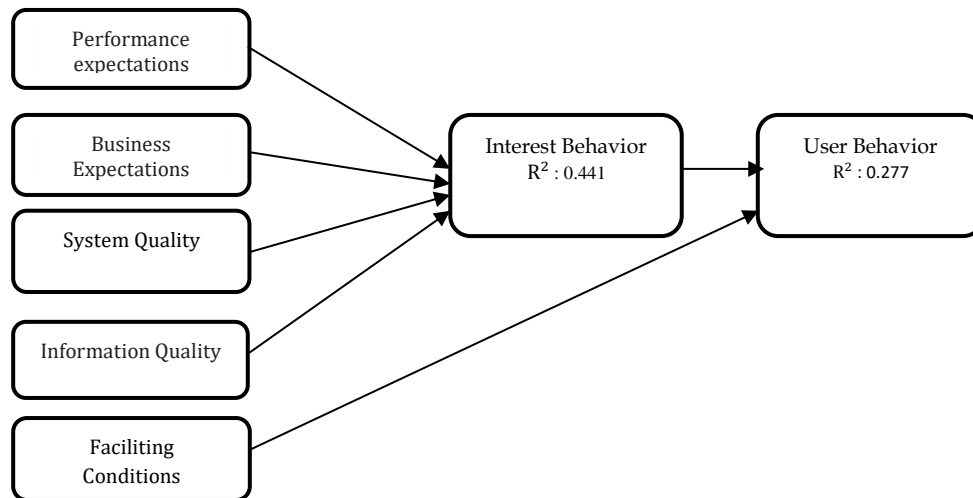 Performance
expectations
Business
Expectations
System Quality
Information Quality
Faciliting
Conditions
Interest Behavior
R² : 0.441
User Behavior
R² : 0.277